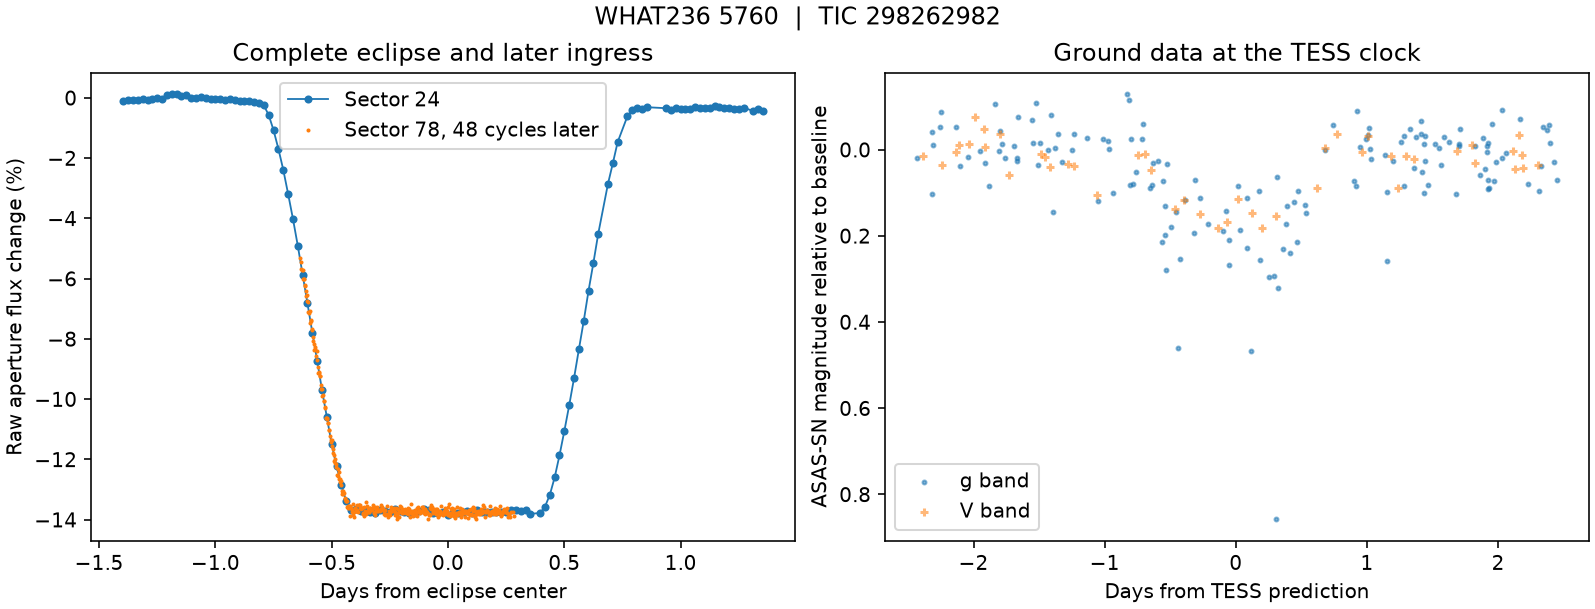 WHAT236 5760 | TIC 298262982
Complete eclipse and later ingress
Raw aperture flux change (%)
0
−2
−4
−6
−8
−10
−12
−14
Sector 24
Sector 78, 48 cycles later
−1.5 −1.0 −0.5 0.0 0.5 1.0
Days from eclipse center
Ground data at the TESS clock
ASAS-SN magnitude relative to baseline
0.0
0.2
0.4
0.6
0.8
g band
V band
−2 −1 0 1 2
Days from TESS prediction